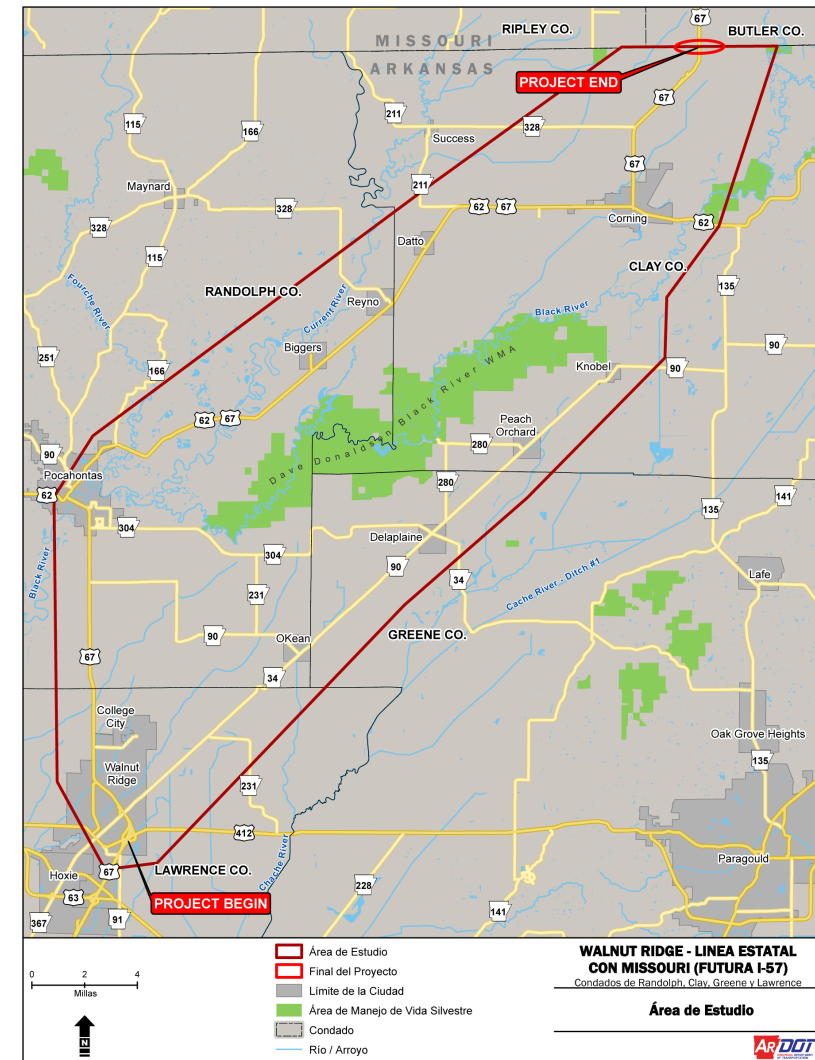 67
RIPLEY CO.
BUTLER CO.
MISSOURI
ARKANSAS
PROJECT END
67
211
115
166
328
Success
67
211
Maynard
328
62 67
Corning
62
328
Datto
115
CLAY CO.
RANDOLPH CO.
135
Fourche River
Current River
Reyno
Black River
Biggers
90
251
166
Knobel
90
Dave Donaldson Black River WMA
62 67
Peach
Orchard
280
90
Pocahontas
280
62
141
135
304
Delaplaine
304
90
34
Lafe
Black River
231
Cache River - Ditch #1
90
OKean
GREENE CO.
67
34
College
City
Oak Grove Heights
135
Walnut
Ridge
231
412
Chache River
Paragould
Hoxie
67
LAWRENCE CO.
228
63
PROJECT BEGIN
141
367
91
0 2 4
Millas
N
Área de Estudio
Final del Proyecto
Límite de la Ciudad
Área de Manejo de Vida Silvestre
Condado
Río / Arroyo
WALNUT RIDGE - LINEA ESTATAL
CON MISSOURI (FUTURA I-57)
Condados de Randolph, Clay, Greene y Lawrence
Área de Estudio
ARDOT
ARKANSAS DEPARTMENT
OF TRANSPORTATION